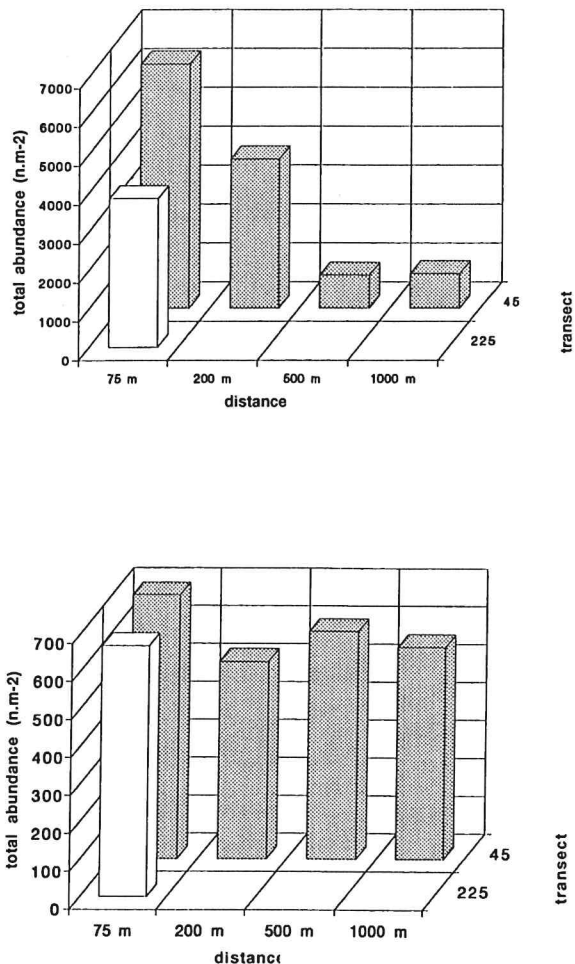 total abundance (n.m-2)
7000
6000
5000
4000
3000
2000
1000
0
75 m 200 m 500 m 1000 m
distance
45
225
transect
total abundance (n.m-2)
700
600
500
400
300
200
100
0
75 m 200 m 500 m 1000 m
distanc
45
225
transect